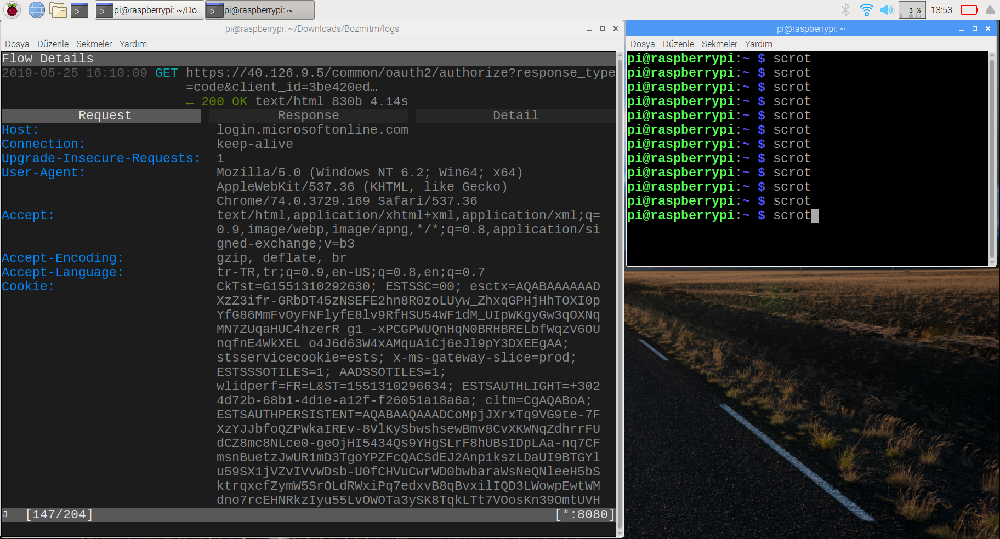 pi@raspberrypi: ~/Do...
pi@raspberrypi: ~
3 %
13:53
pi@raspberrypi: ~/Downloads/Bozmitm/logs
Dosya Düzenle Sekmeler Yardım
Flow Details
2019-05-25 16:10:09 GET https://40.126.9.5/common/oauth2/authorize?response_type
=code&client_id=3be420ed…
← 200 OK text/html 830b 4.14s
Request Response Detail
Host: login.microsoftonline.com
Connection: keep-alive
Upgrade-Insecure-Requests: 1
User-Agent: Mozilla/5.0 (Windows NT 6.2; Win64; x64)
AppleWebKit/537.36 (KHTML, like Gecko)
Chrome/74.0.3729.169 Safari/537.36
Accept: text/html,application/xhtml+xml,application/xml;q=
0.9,image/webp,image/apng,*/*;q=0.8,application/si
gned-exchange;v=b3
Accept-Encoding: gzip, deflate, br
Accept-Language: tr-TR,tr;q=0.9,en-US;q=0.8,en;q=0.7
Cookie: CkTst=G1551310292630; ESTSSC=00; esctx=AQABAAAAAAD
XzZ3ifr-GRbDT45zNSEFE2hn8R0zoLUyw_ZhxqGPHjHhTOXI0p
YfG86MmFvOyFNFlyfE8lv9RfHSU54WF1dM_UIpWKgyGw3qOXNq
MN7ZUqaHUC4hzerR_g1_-xPCGPWUQnHqN0BRHBRELbfWqzV6OU
nqfnE4WkXEL_o4J6d63W4xAMquAiCj6eJl9pY3DXEEgAA;
stsservicecookie=ests; x-ms-gateway-slice=prod;
ESTSSSOTILES=1; AADSSOTILES=1;
wlidperf=FR=L&ST=1551310296634; ESTSAUTHLIGHT=+302
4d72b-68b1-4d1e-a12f-f26051a18a6a; cltm=CgAQABoA;
ESTSAUTHPERSISTENT=AQABAAQAAADCoMpjJXrxTq9VG9te-7F
XzYJJbfoQZPWkaIREv-8VlKySbwshsewBmv8CvXKWNqZdhrrFU
dCZ8mc8NLce0-geOjHI5434Qs9YHgSLrF8hUBsIDpLAa-nq7CF
msnBuetzJwUR1mD3TgoYPZFcQACSdEJ2Anp1kszLDaUI9BTGYl
u59SX1jVZvIVvWDsb-U0fCHVuCwrWD0bwbaraWsNeQNleeH5bS
ktrqxcfZymW5SrOLdRWxiPq7edxvB8qBvxilIQD3LWowpEwtWM
dno7rcEHNRkzIyu55LvOWOTa3ySK8TqkLTt7VOosKn39OmtUVH
⇩ [147/204] [*:8080]
pi@raspberrypi: ~
Dosya Düzenle Sekmeler Yardım
pi@raspberrypi:~ $ scrot
pi@raspberrypi:~ $ scrot
pi@raspberrypi:~ $ scrot
pi@raspberrypi:~ $ scrot
pi@raspberrypi:~ $ scrot
pi@raspberrypi:~ $ scrot
pi@raspberrypi:~ $ scrot
pi@raspberrypi:~ $ scrot
pi@raspberrypi:~ $ scrot
pi@raspberrypi:~ $ scrot
pi@raspberrypi:~ $ scrot
pi@raspberrypi:~ $ scrot